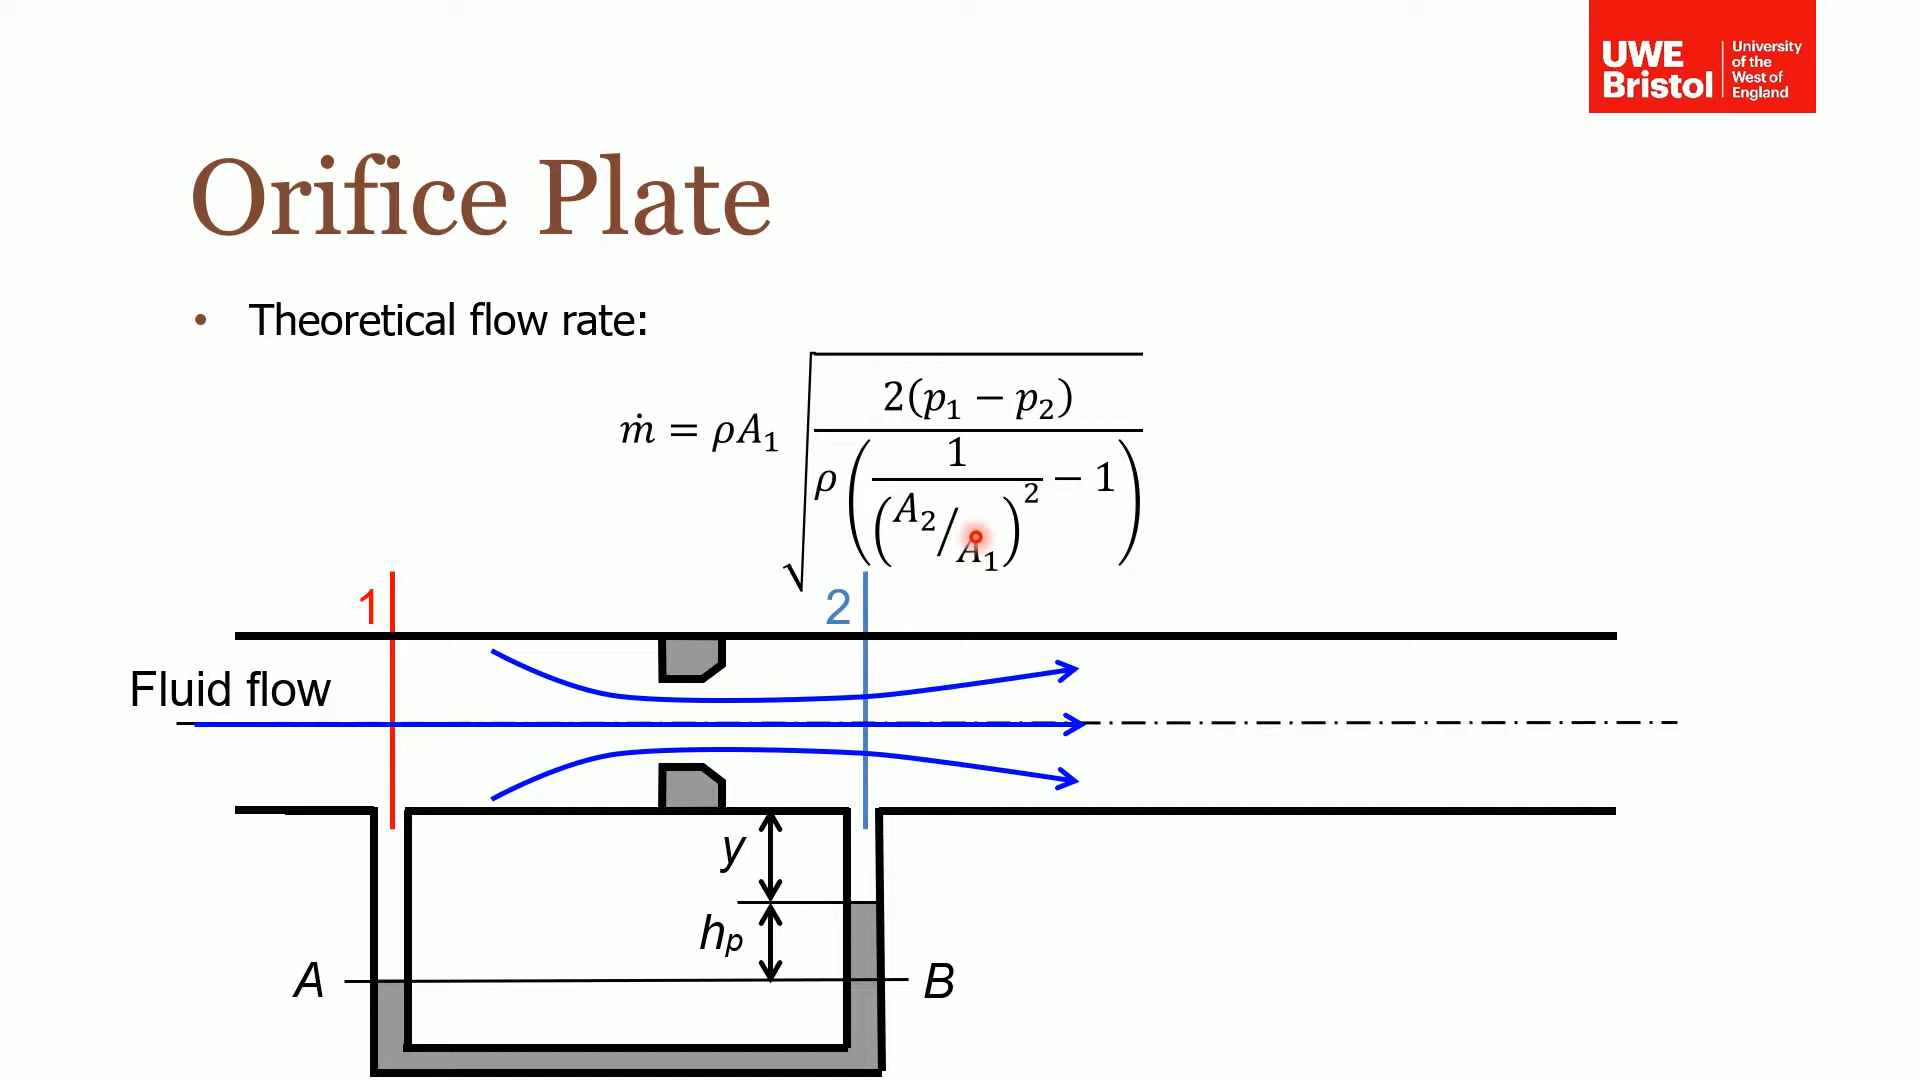 UWE
Bristol
University
of the
West of
England
Orifice Plate
• Theoretical flow rate:
ṁ = ρA₁ √(2(p₁ − p₂) / (ρ(1/(A₂/A₁)² − 1)))
1
2
Fluid flow
y
hₚ
A
B